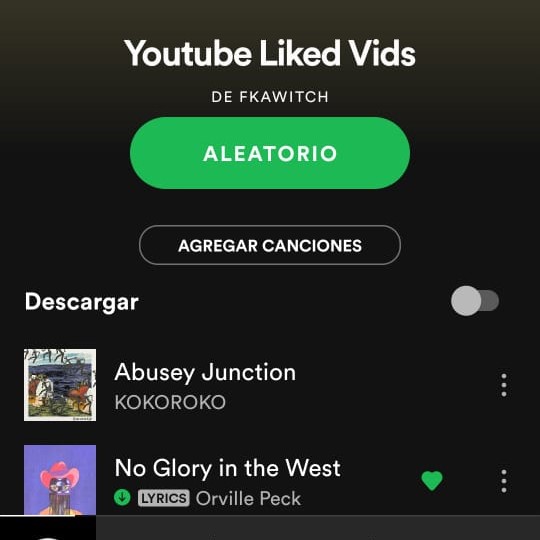 Youtube Liked Vids
DE FKAWITCH
ALEATORIO
AGREGAR CANCIONES
Descargar
Abusey Junction
KOKOROKO
No Glory in the West
LYRICS Orville Peck